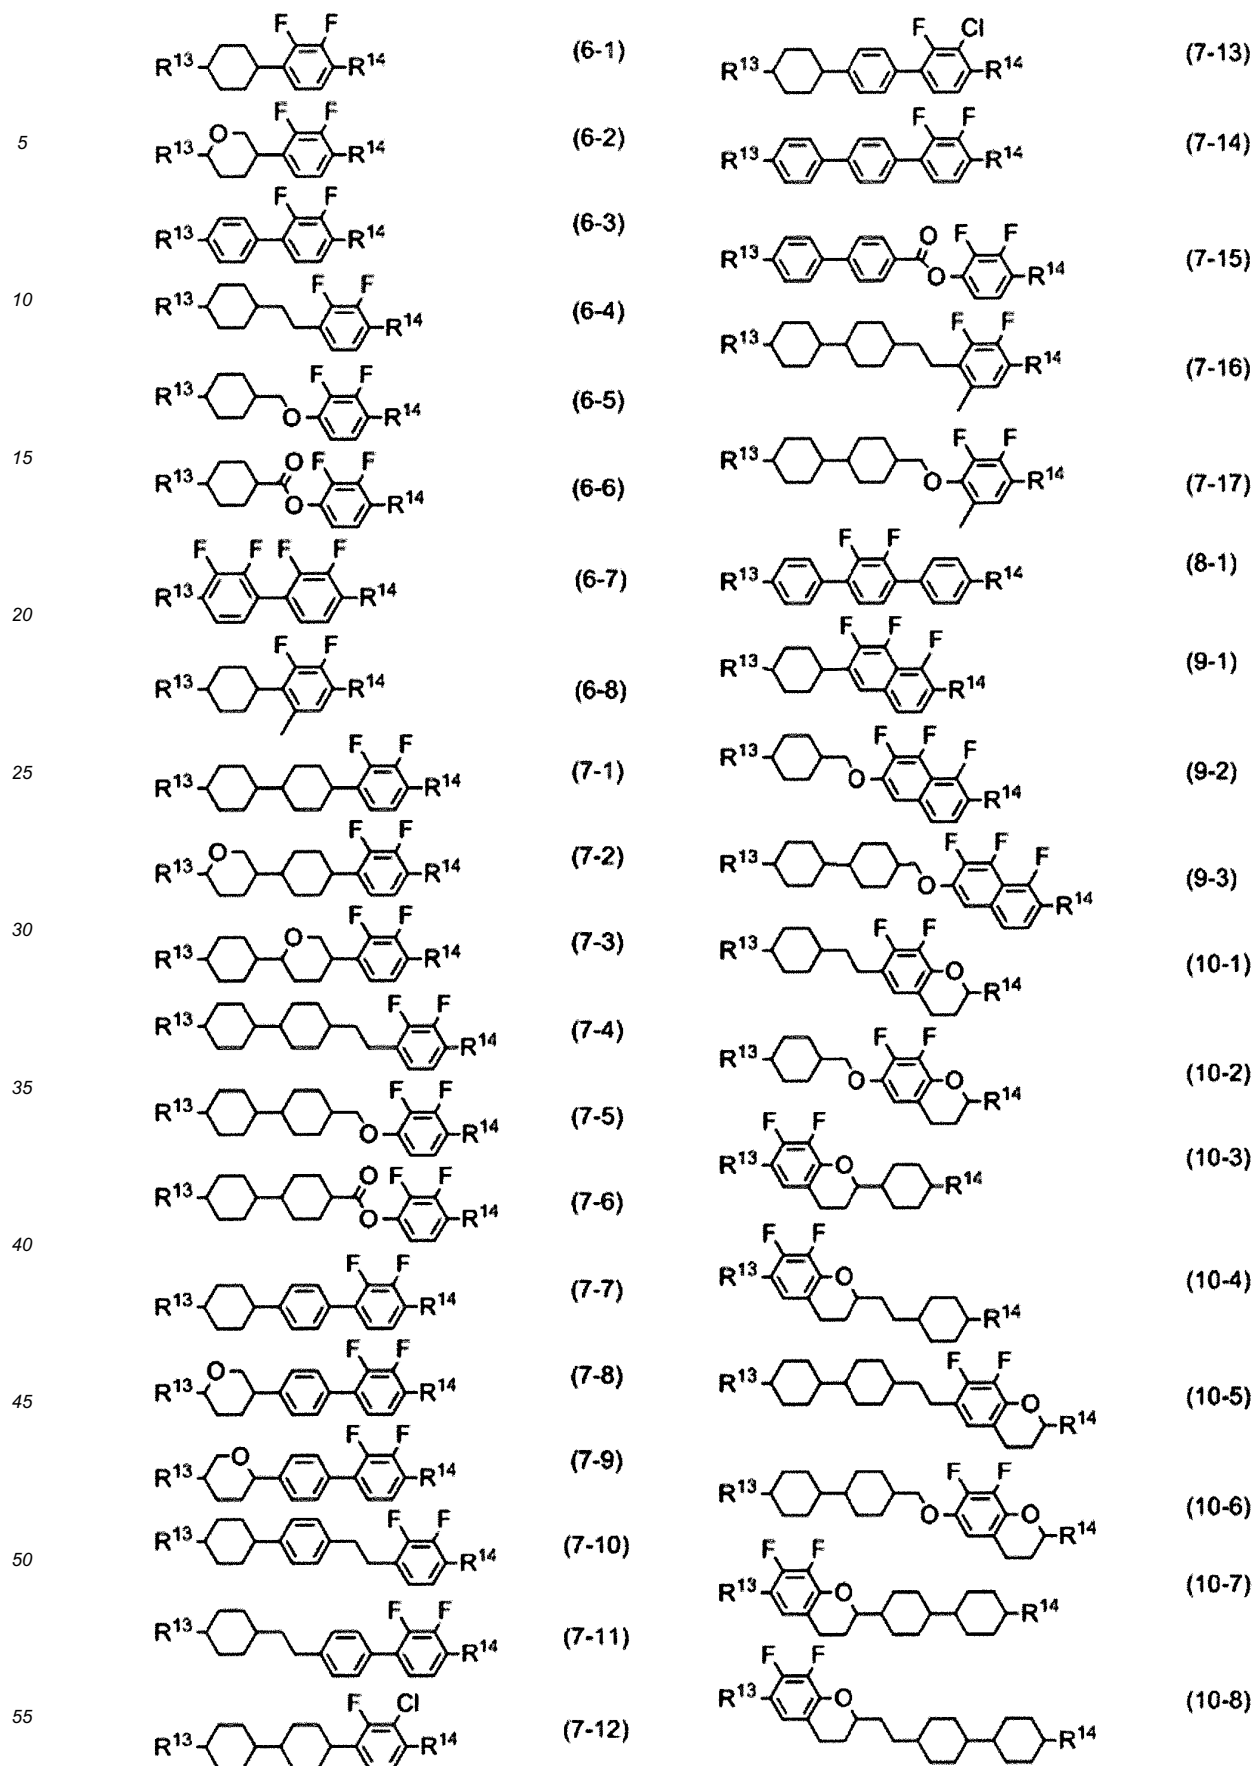 F F
R¹³ R¹⁴ (6-1)
F F
5 O
R¹³ R¹⁴ (6-2)
F F
R¹³ R¹⁴ (6-3)
F F
10 R¹³ R¹⁴ (6-4)
F F
R¹³ O R¹⁴ (6-5)
15 O F F
R¹³ O R¹⁴ (6-6)
F F F F
R¹³ R¹⁴ (6-7)
20
F F
R¹³ R¹⁴ (6-8)
F F
25 R¹³ R¹⁴ (7-1)
F F
O
R¹³ R¹⁴ (7-2)
F F
30 O
R¹³ R¹⁴ (7-3)
F F
R¹³ R¹⁴ (7-4)
35 F F
R¹³ O R¹⁴ (7-5)
O F F
R¹³ O R¹⁴ (7-6)
40
F F
R¹³ R¹⁴ (7-7)
F F
O
R¹³ R¹⁴ (7-8)
45
F F
O
R¹³ R¹⁴ (7-9)
F F
50 R¹³ R¹⁴ (7-10)
F F
R¹³ R¹⁴ (7-11)
F Cl
55 R¹³ R¹⁴ (7-12)
F Cl
R¹³ R¹⁴ (7-13)
F F
R¹³ R¹⁴ (7-14)
O F F
R¹³ O R¹⁴ (7-15)
F F
R¹³ R¹⁴ (7-16)
F F
R¹³ O R¹⁴ (7-17)
F F
R¹³ R¹⁴ (8-1)
F F F
R¹³ R¹⁴ (9-1)
F F F
R¹³ O R¹⁴ (9-2)
F F F
R¹³ O R¹⁴ (9-3)
F F
R¹³ O R¹⁴ (10-1)
F F
R¹³ O O R¹⁴ (10-2)
F F
R¹³ O R¹⁴ (10-3)
F F
R¹³ O R¹⁴ (10-4)
F F
R¹³ O R¹⁴ (10-5)
F F
R¹³ O O R¹⁴ (10-6)
F F
R¹³ O R¹⁴ (10-7)
F F
R¹³ O R¹⁴ (10-8)